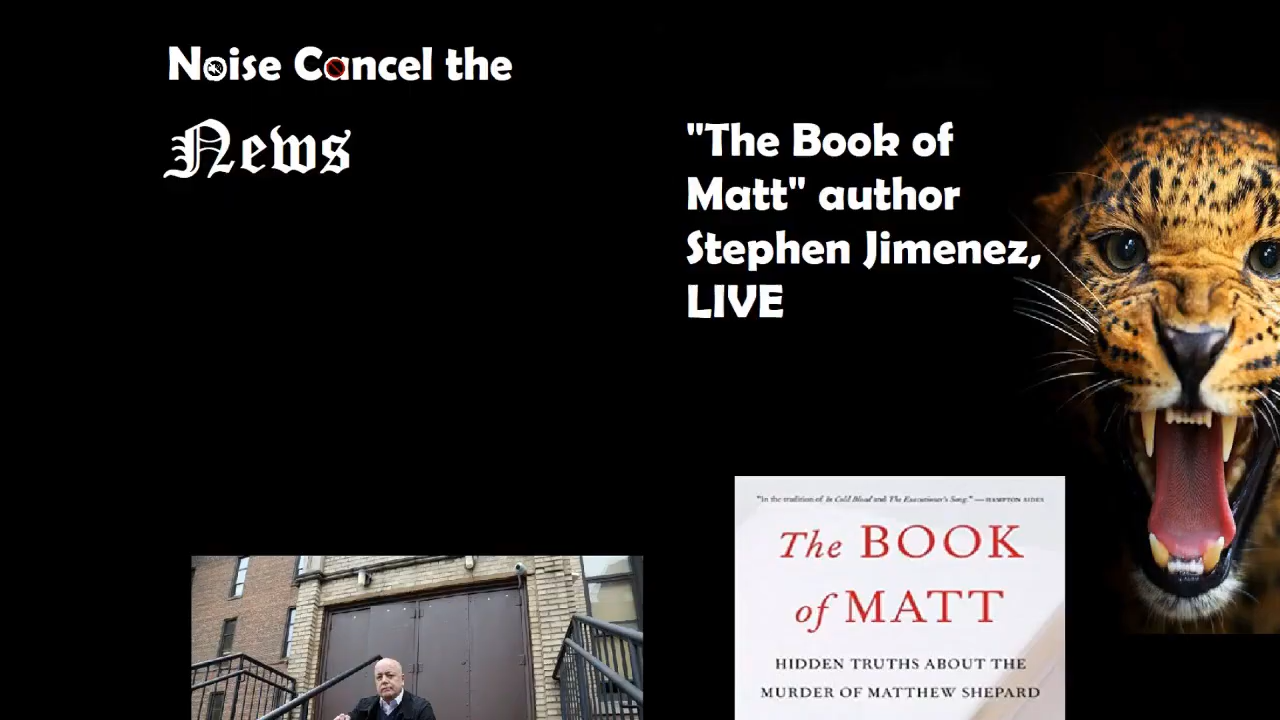 Noise Cancel the
News
"The Book of
Matt" author
Stephen Jimenez,
LIVE
"In the tradition of In Cold Blood and The Executioner's Song." — HAMPTON SIDES
The BOOK
of MATT
HIDDEN TRUTHS ABOUT THE
MURDER OF MATTHEW SHEPARD